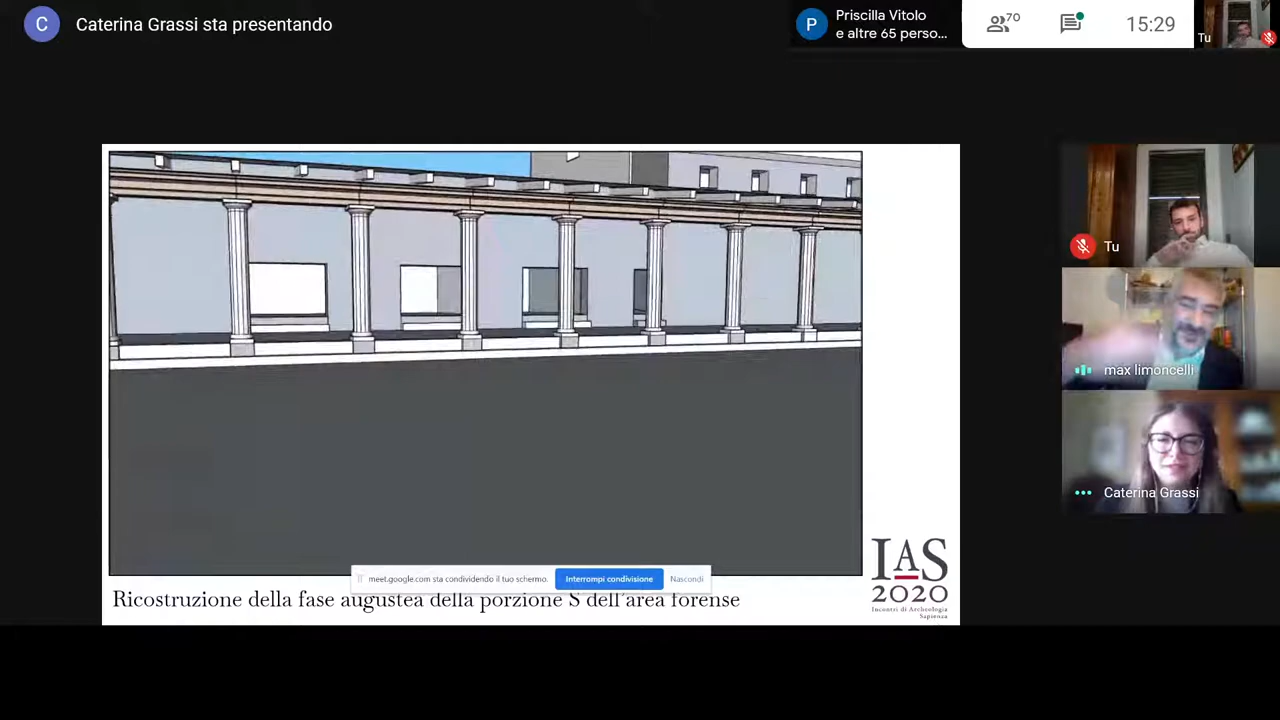 C
Caterina Grassi sta presentando
P
Priscilla Vitolo
e altre 65 perso...
70
15:29
Tu
Tu
max limoncelli
Caterina Grassi
meet.google.com sta condividendo il tuo schermo.
Interrompi condivisione
Nascondi
Ricostruzione della fase augustea della porzione S dell'area forense
IAS
2020
Incontri di Archeologia
Sapienza